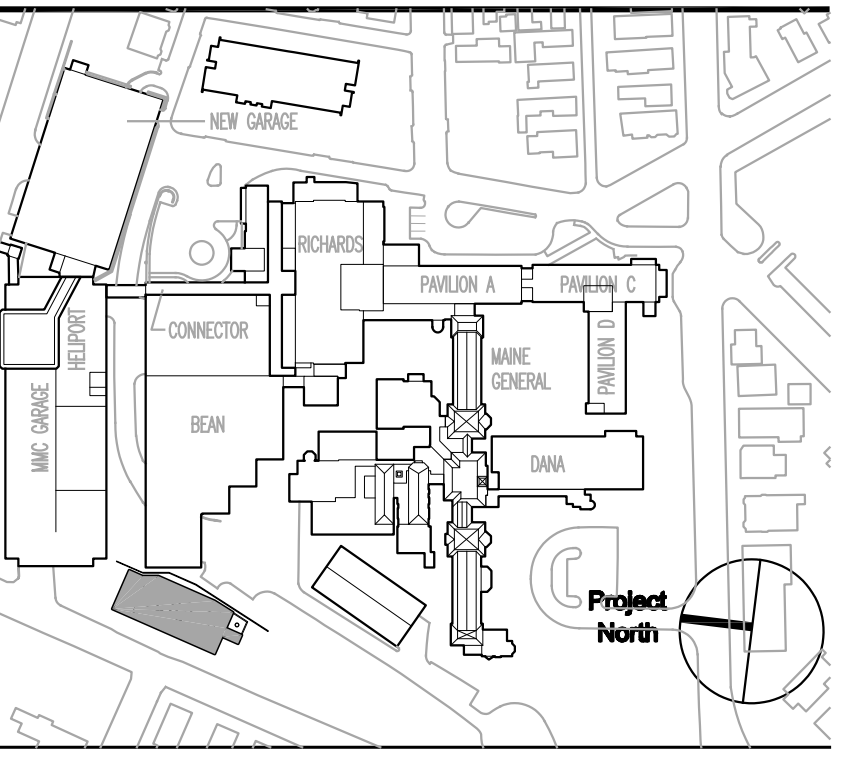 NEW GARAGE
RICHARDS
PAVILION A
PAVILION C
CONNECTOR
HELIPORT
MAINE
GENERAL
PAVILION D
MMC GARAGE
BEAN
DANA
Project
North